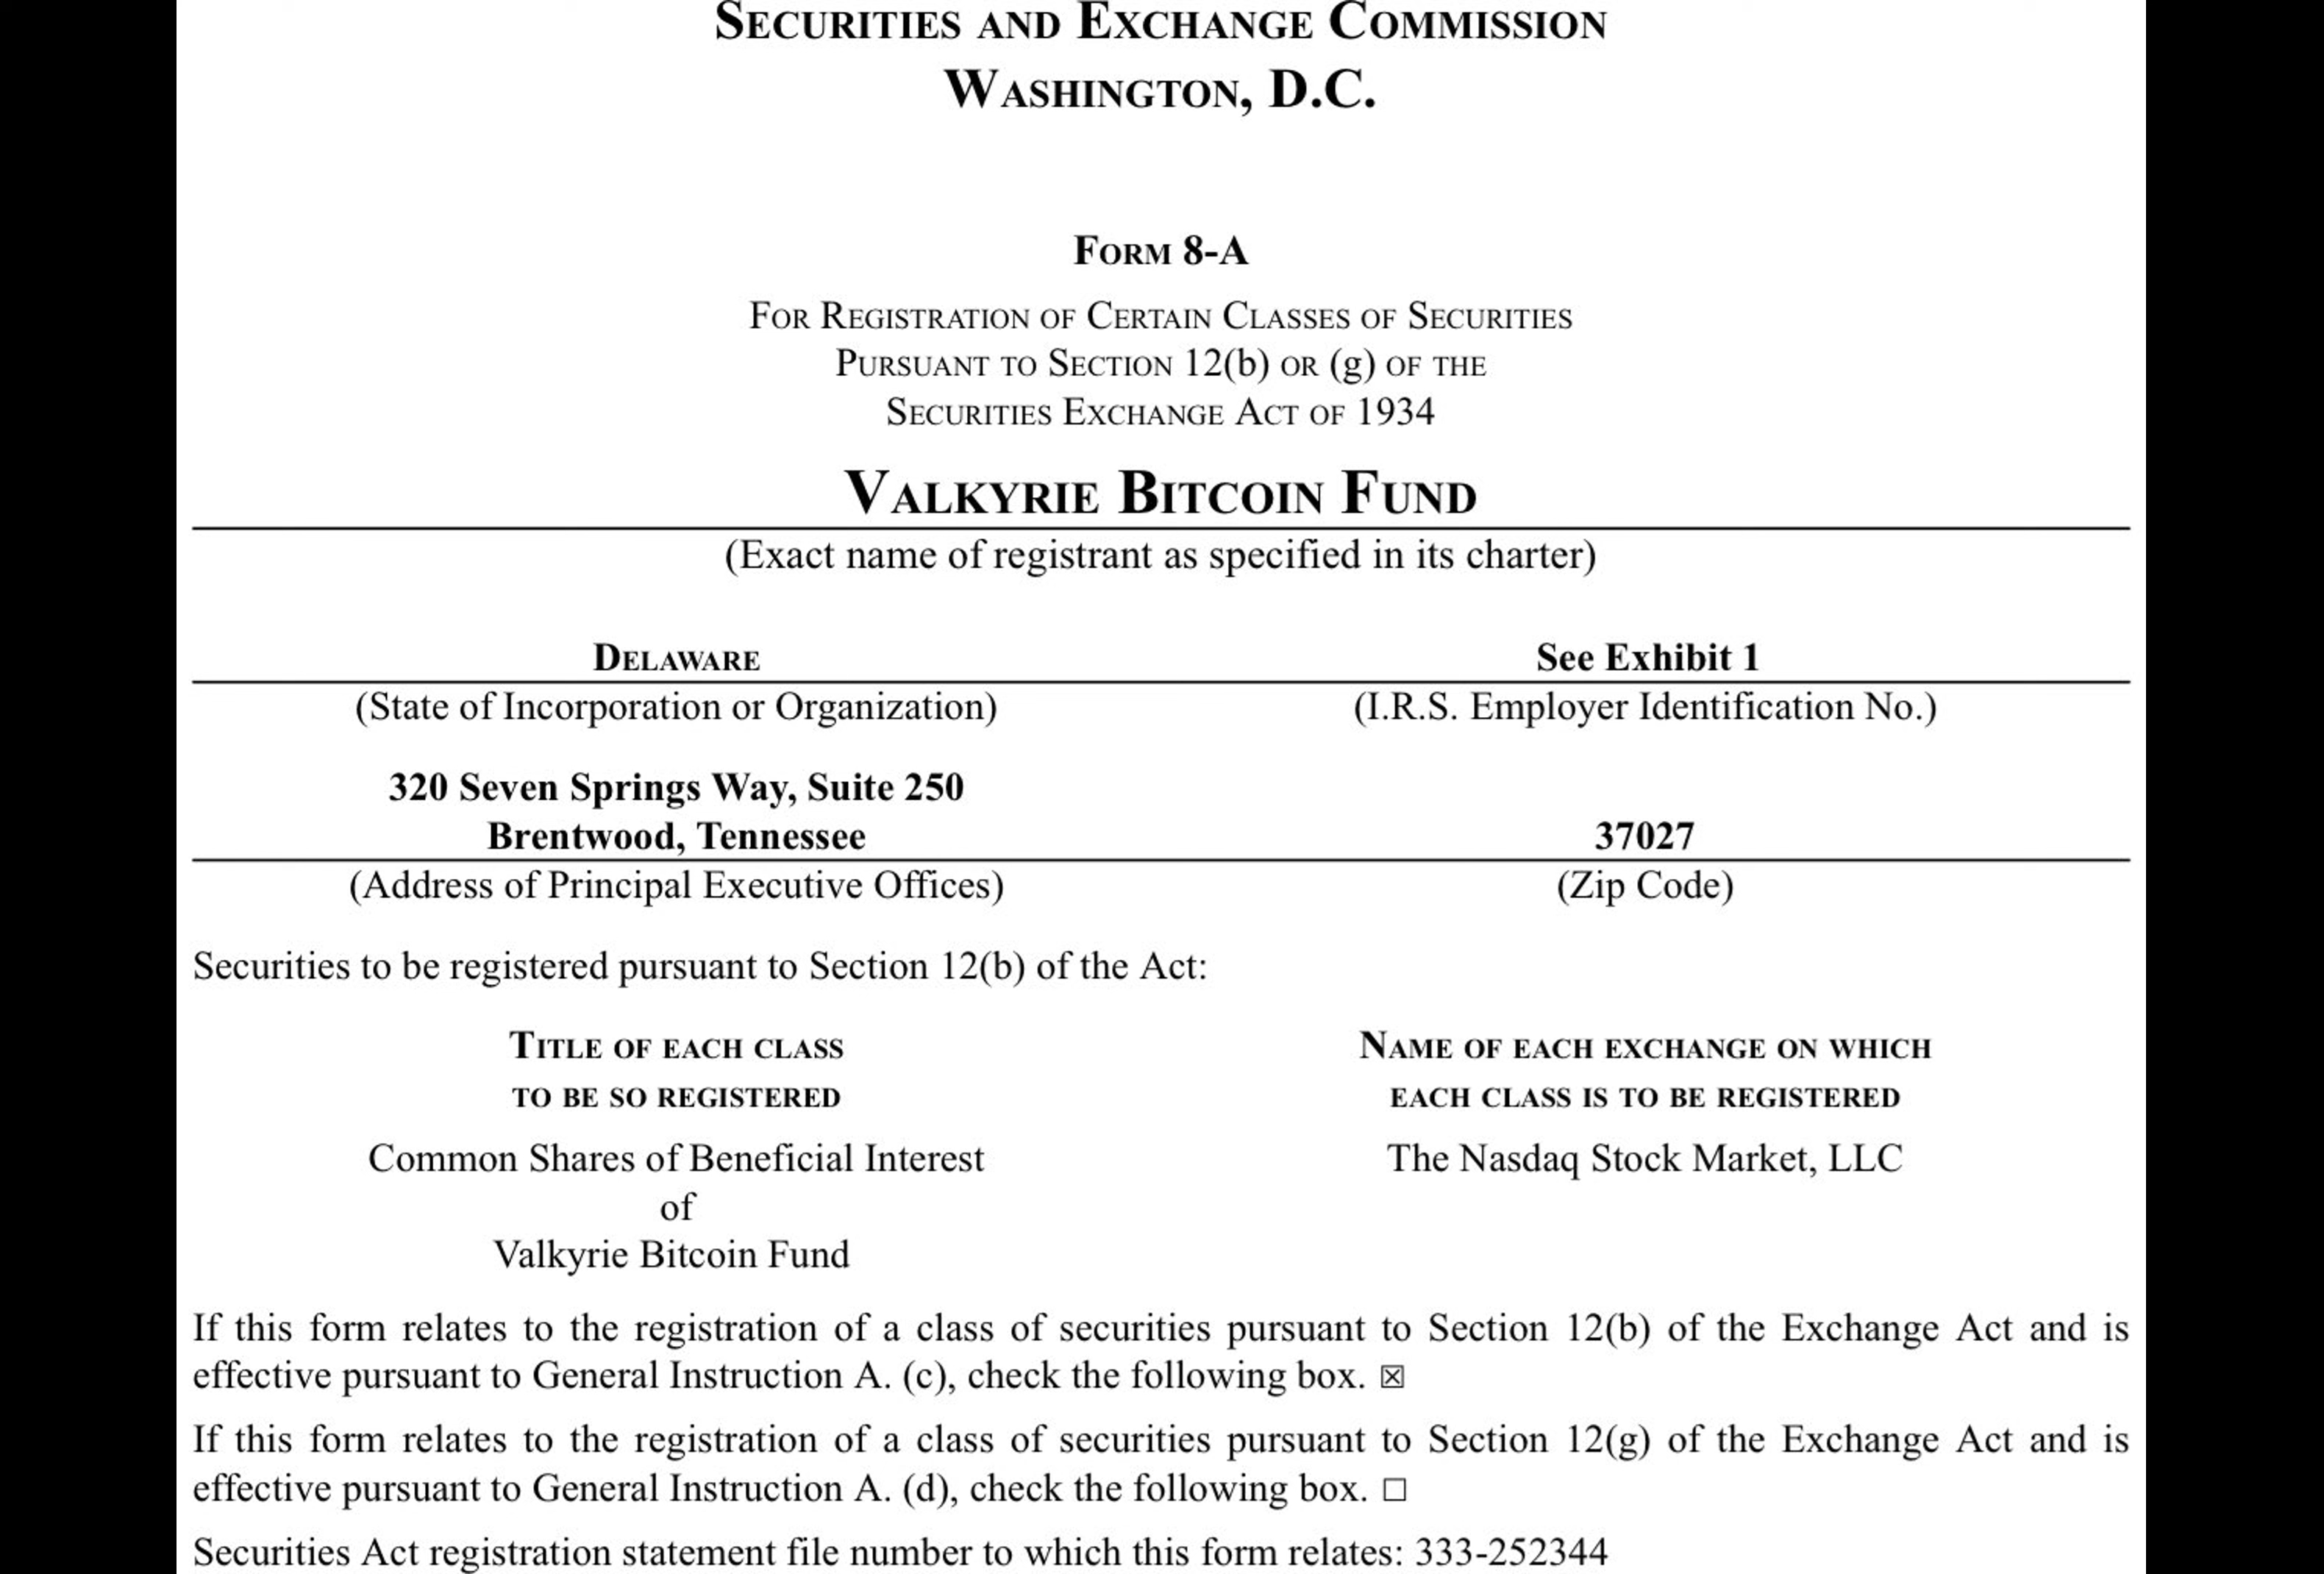 SECURITIES AND EXCHANGE COMMISSION
WASHINGTON, D.C.
FORM 8-A
FOR REGISTRATION OF CERTAIN CLASSES OF SECURITIES
PURSUANT TO SECTION 12(b) OR (g) OF THE
SECURITIES EXCHANGE ACT OF 1934
VALKYRIE BITCOIN FUND
(Exact name of registrant as specified in its charter)
DELAWARE
See Exhibit 1
(State of Incorporation or Organization)
(I.R.S. Employer Identification No.)
320 Seven Springs Way, Suite 250
Brentwood, Tennessee
37027
(Address of Principal Executive Offices)
(Zip Code)
Securities to be registered pursuant to Section 12(b) of the Act:
TITLE OF EACH CLASS
TO BE SO REGISTERED
NAME OF EACH EXCHANGE ON WHICH
EACH CLASS IS TO BE REGISTERED
Common Shares of Beneficial Interest
of
Valkyrie Bitcoin Fund
The Nasdaq Stock Market, LLC
If this form relates to the registration of a class of securities pursuant to Section 12(b) of the Exchange Act and is
effective pursuant to General Instruction A. (c), check the following box. ☒
If this form relates to the registration of a class of securities pursuant to Section 12(g) of the Exchange Act and is
effective pursuant to General Instruction A. (d), check the following box. ☐
Securities Act registration statement file number to which this form relates: 333-252344